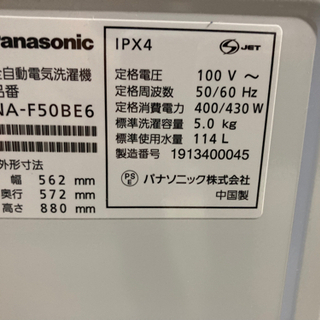 Panasonic
全自動電気洗濯機
品番
NA-F50BE6
外形寸法
幅 562 mm
奥行 572 mm
高さ 880 mm
IPX4
S JET
定格電圧 100 V ～
定格周波数 50/60 Hz
定格消費電力 400/430 W
標準洗濯容量 5.0 kg
標準使用水量 114 L
製造番号 1913400045
PS E
パナソニック株式会社
中国製